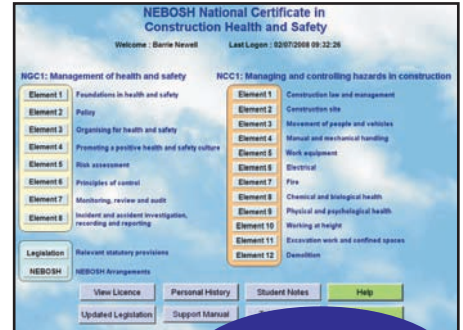 NEBOSH National Certificate in
Construction Health and Safety
Welcome : Barrie Newell Last Logon : 02/07/2008 09:32:26
NGC1: Management of health and safety
Element 1 Foundations in health and safety
Element 2 Policy
Element 3 Organising for health and safety
Element 4 Promoting a positive health and safety culture
Element 5 Risk assessment
Element 6 Principles of control
Element 7 Monitoring, review and audit
Element 8 Incident and accident investigation,
recording and reporting
Legislation Relevant statutory provisions
NEBOSH NEBOSH Arrangements
NCC1: Managing and controlling hazards in construction
Element 1 Construction law and management
Element 2 Construction site
Element 3 Movement of people and vehicles
Element 4 Manual and mechanical handling
Element 5 Work equipment
Element 6 Electrical
Element 7 Fire
Element 8 Chemical and biological health
Element 9 Physical and psychological health
Element 10 Working at height
Element 11 Excavation work and confined spaces
Element 12 Demolition
View Licence Personal History Student Notes Help
Updated Legislation Support Manual